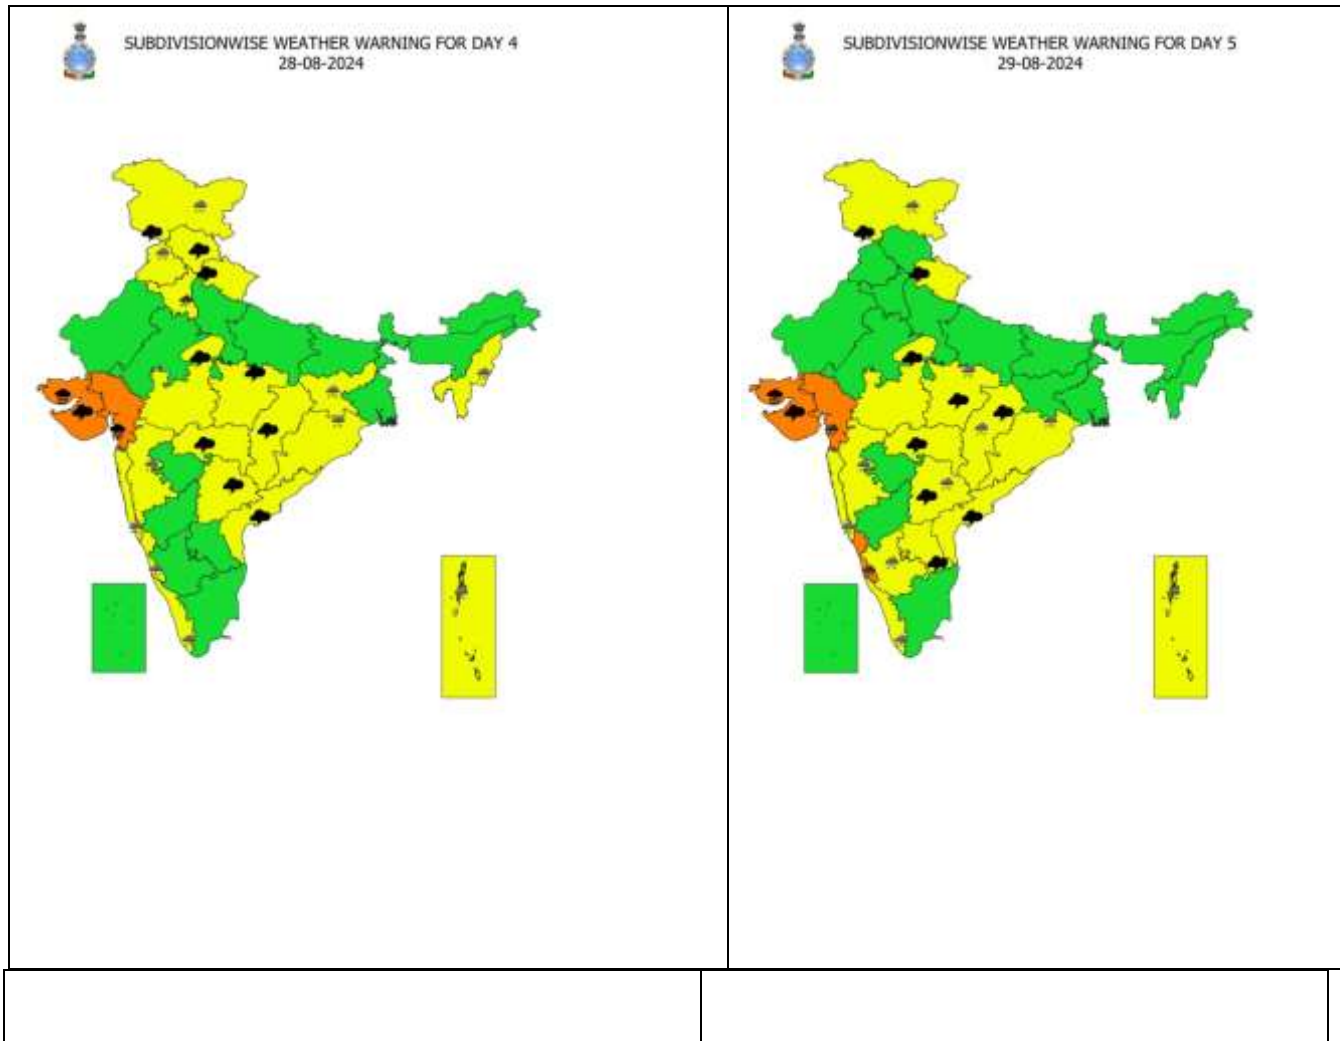 SUBDIVISIONWISE WEATHER WARNING FOR DAY 4
28-08-2024
SUBDIVISIONWISE WEATHER WARNING FOR DAY 5
29-08-2024